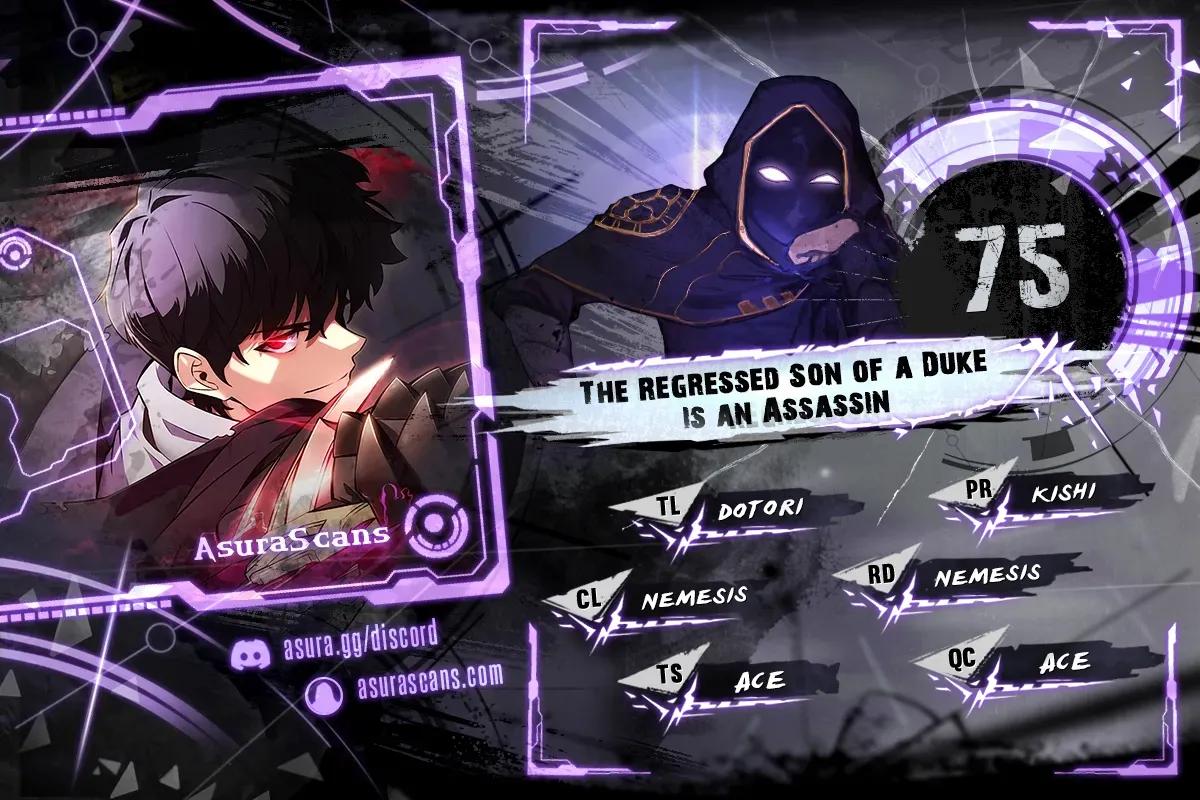 75
THE REGRESSED SON OF A DUKE
IS AN ASSASSIN
TL DOTORI
PR KISHI
CL NEMESIS
RD NEMESIS
TS ACE
QC ACE
AsuraScans
asura.gg/discord
asurascans.com